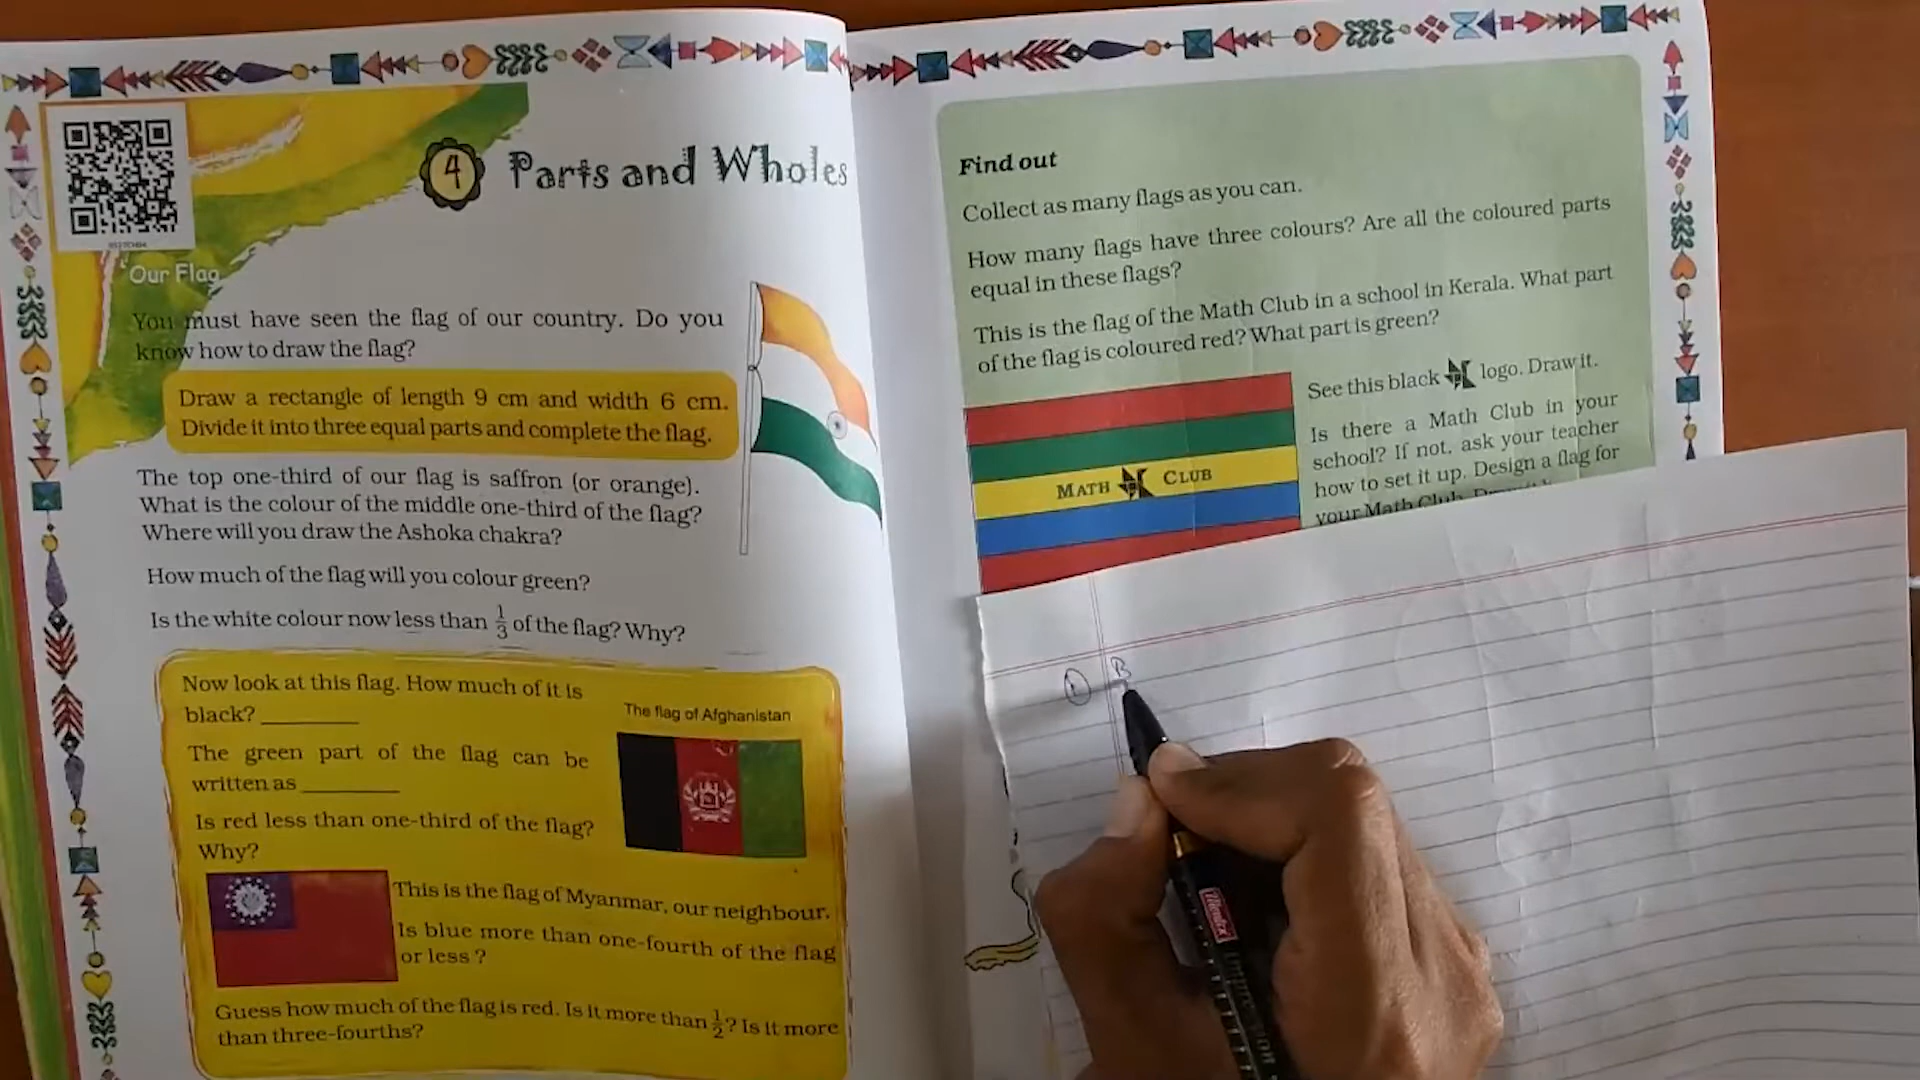 4 Parts and Wholes
Our Flag
You must have seen the flag of our country. Do you
know how to draw the flag?
Draw a rectangle of length 9 cm and width 6 cm.
Divide it into three equal parts and complete the flag.
The top one-third of our flag is saffron (or orange).
What is the colour of the middle one-third of the flag?
Where will you draw the Ashoka chakra?
How much of the flag will you colour green?
Is the white colour now less than 1/3 of the flag? Why?
Now look at this flag. How much of it is
black? ________
The flag of Afghanistan
The green part of the flag can be
written as ________
Is red less than one-third of the flag?
Why?
This is the flag of Myanmar, our neighbour.
Is blue more than one-fourth of the flag
or less ?
Guess how much of the flag is red. Is it more than 1/2? Is it more
than three-fourths?
Find out
Collect as many flags as you can.
How many flags have three colours? Are all the coloured parts
equal in these flags?
This is the flag of the Math Club in a school in Kerala. What part
of the flag is coloured red? What part is green?
MATH CLUB
See this black logo. Draw it.
Is there a Math Club in your
school? If not, ask your teacher
how to set it up. Design a flag for
your Math Club.
B
Montex
Impression